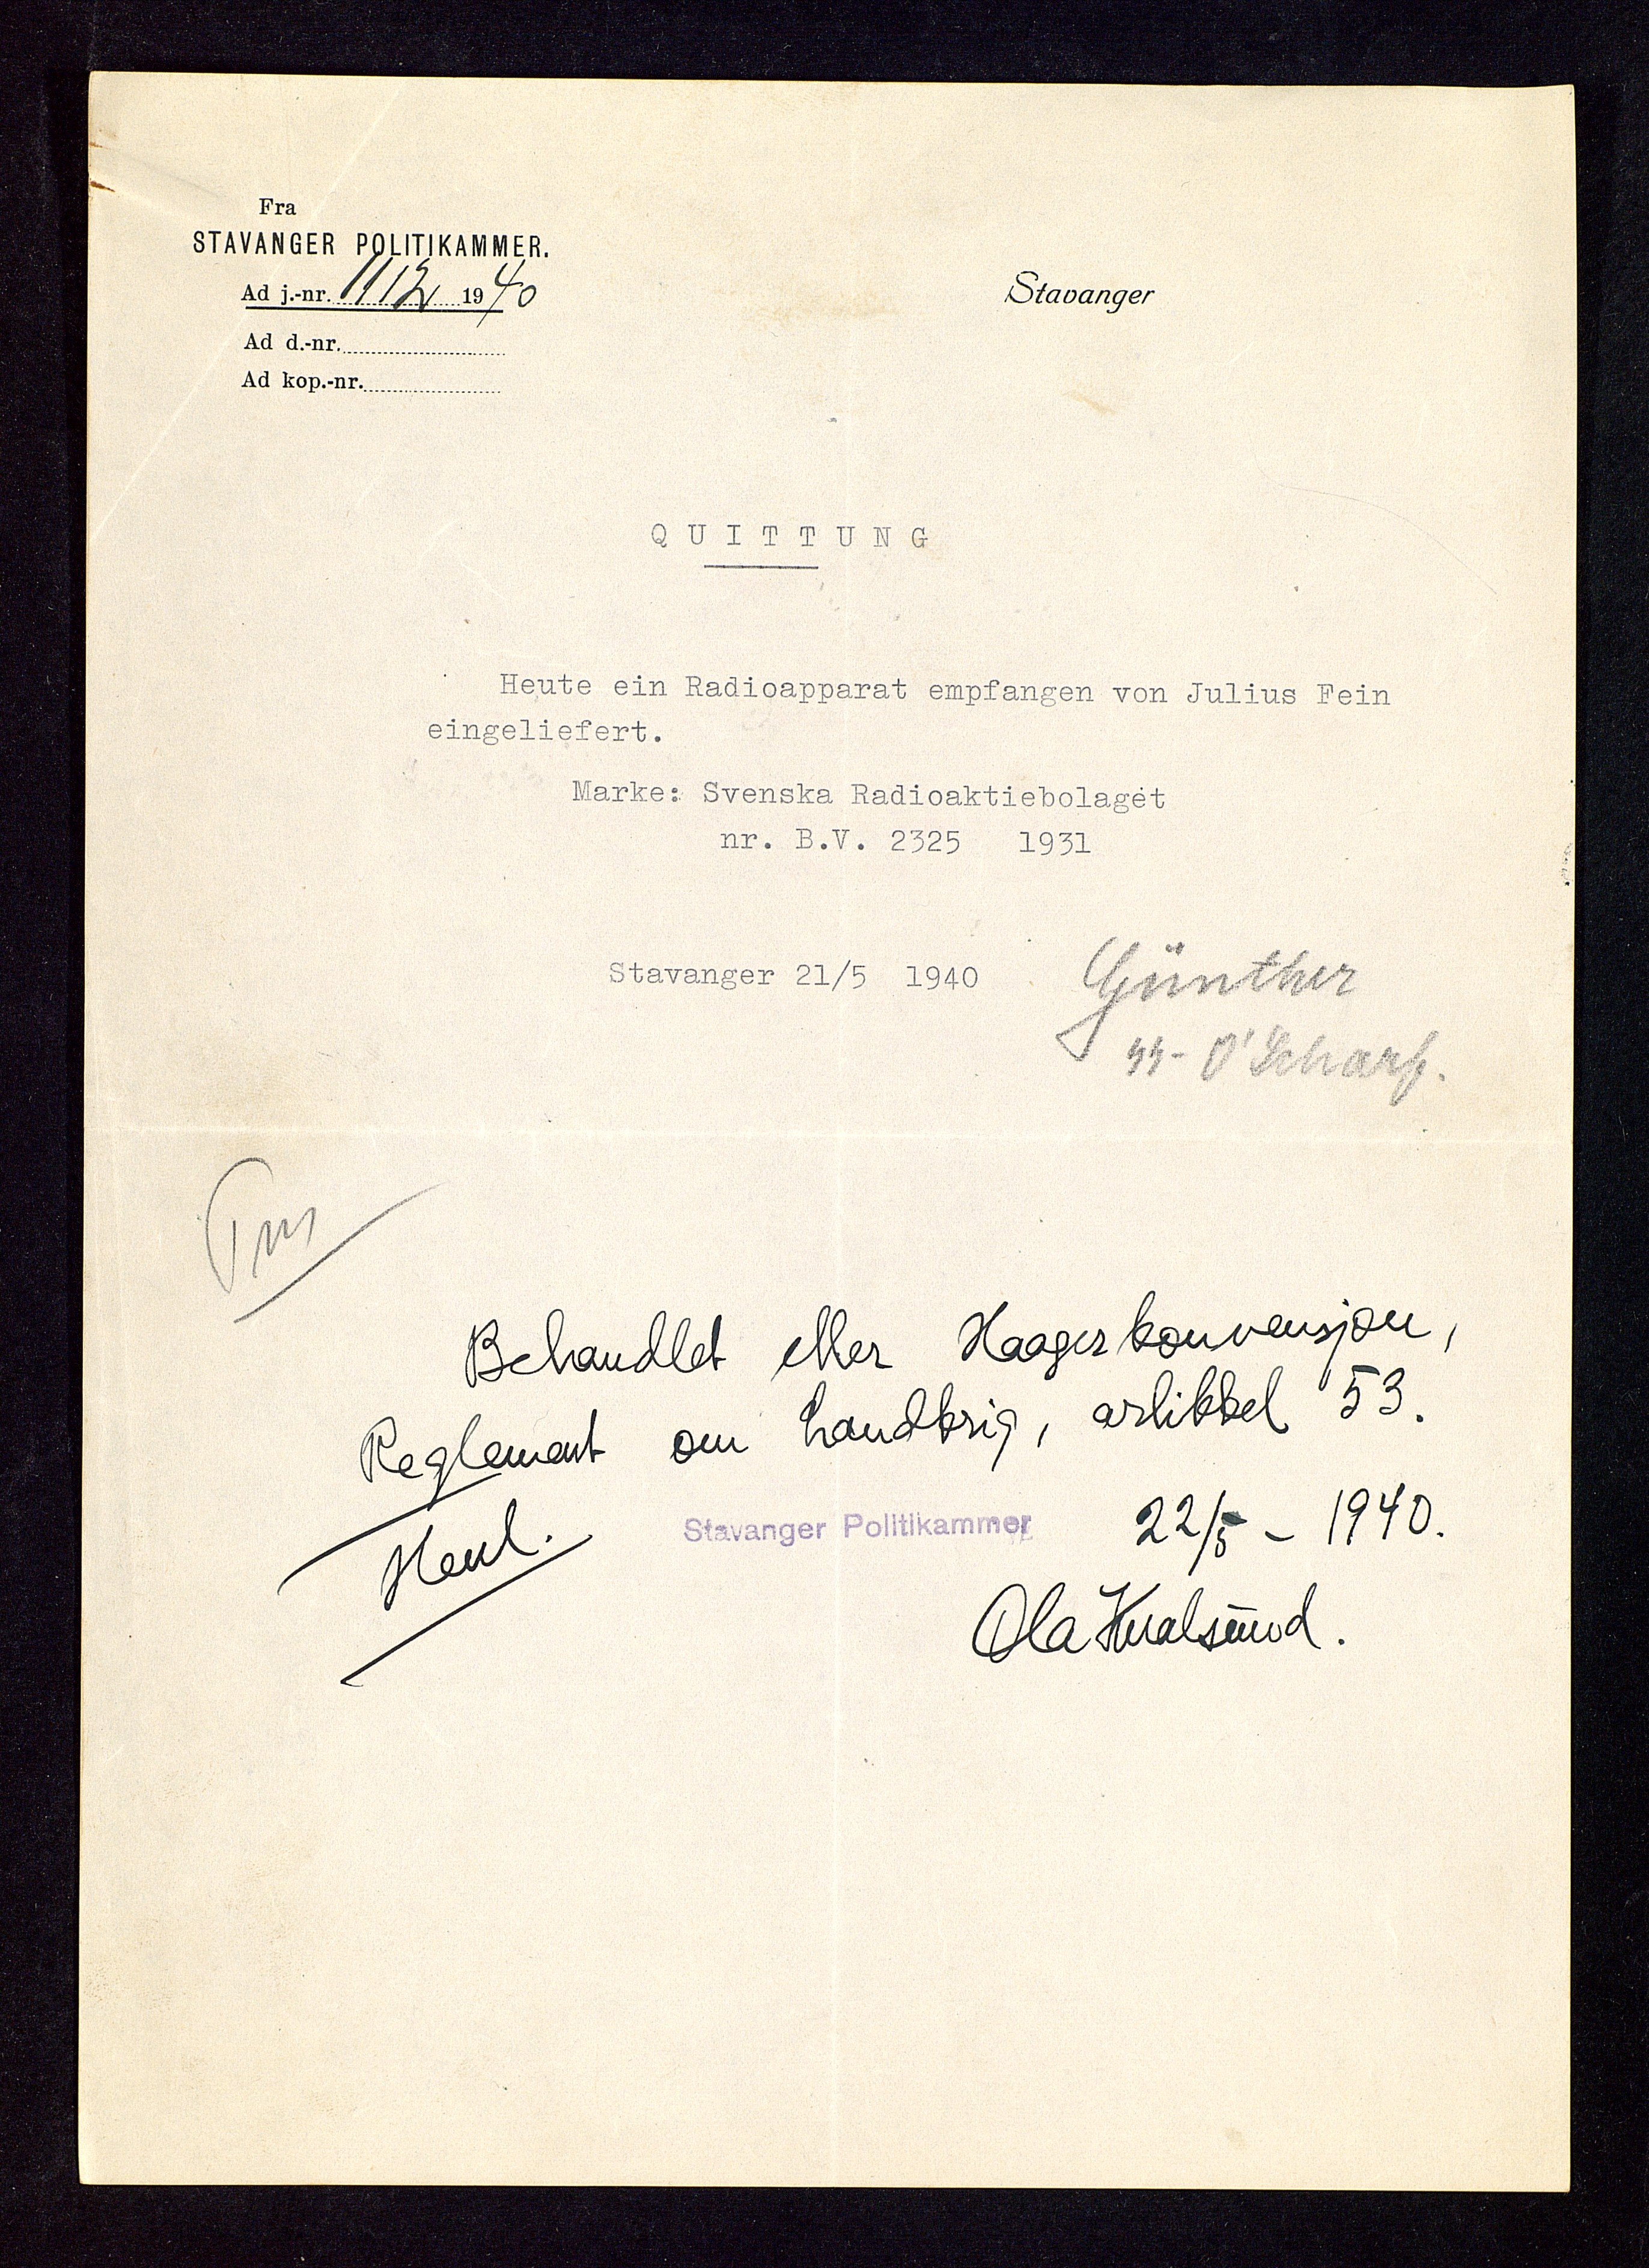 Fra
STAVANGER POLITIKAMMER.
Ad j.-nr. 1112 1940
Ad d.-nr.
Ad kop.-nr.
Stavanger
QUITTUNG
Heute ein Radioapparat empfangen von Julius Fein
eingeliefert.
Marke: Svenska Radioaktiebolaget
nr. B.V. 2325 1931
Stavanger 21/5 1940
Günther
SS-O'Scharf.
Behandlet etter Haagerkonvensjon,
Reglement om Landkrig, artikkel 53.
Henl.
Stavanger Politikammer
22/5 - 1940.
Ola Kvalsund.